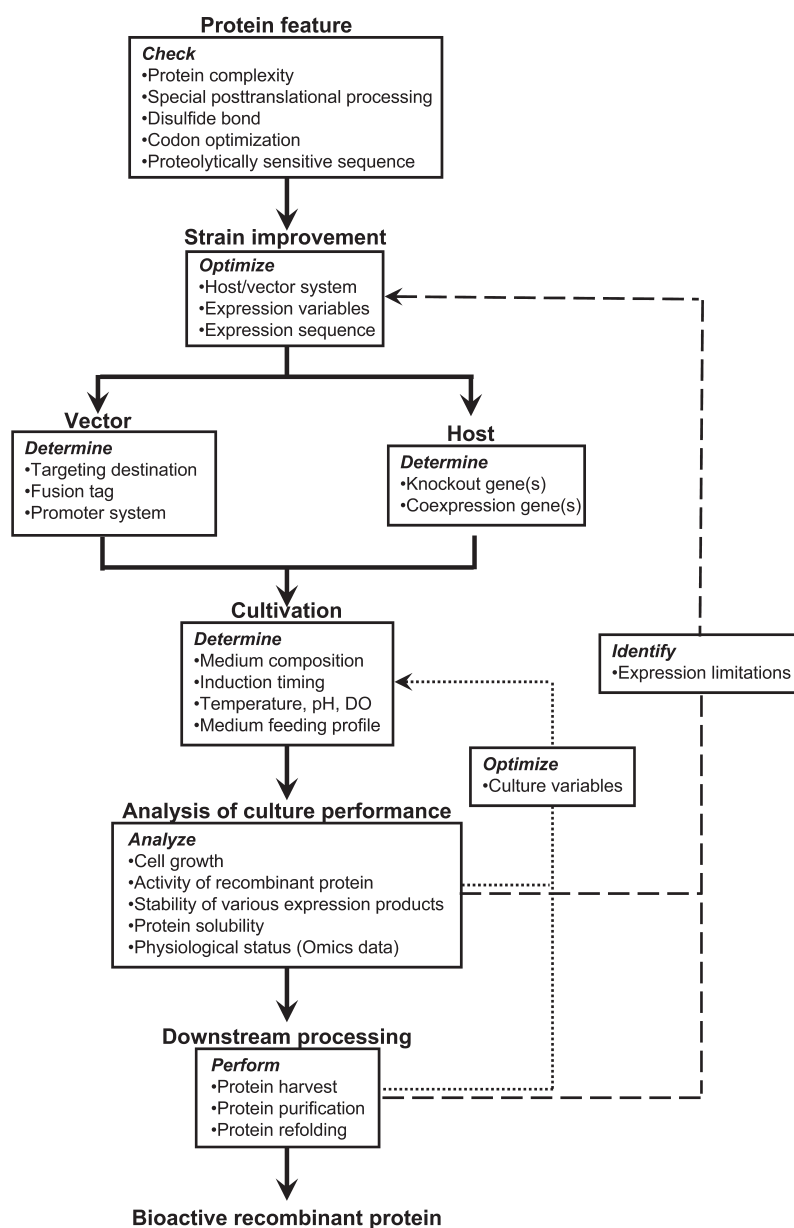 Protein feature
Check
•Protein complexity
•Special posttranslational processing
•Disulfide bond
•Codon optimization
•Proteolytically sensitive sequence
Strain improvement
Optimize
•Host/vector system
•Expression variables
•Expression sequence
Vector
Determine
•Targeting destination
•Fusion tag
•Promoter system
Host
Determine
•Knockout gene(s)
•Coexpression gene(s)
Cultivation
Determine
•Medium composition
•Induction timing
•Temperature, pH, DO
•Medium feeding profile
Identify
•Expression limitations
Optimize
•Culture variables
Analysis of culture performance
Analyze
•Cell growth
•Activity of recombinant protein
•Stability of various expression products
•Protein solubility
•Physiological status (Omics data)
Downstream processing
Perform
•Protein harvest
•Protein purification
•Protein refolding
Bioactive recombinant protein